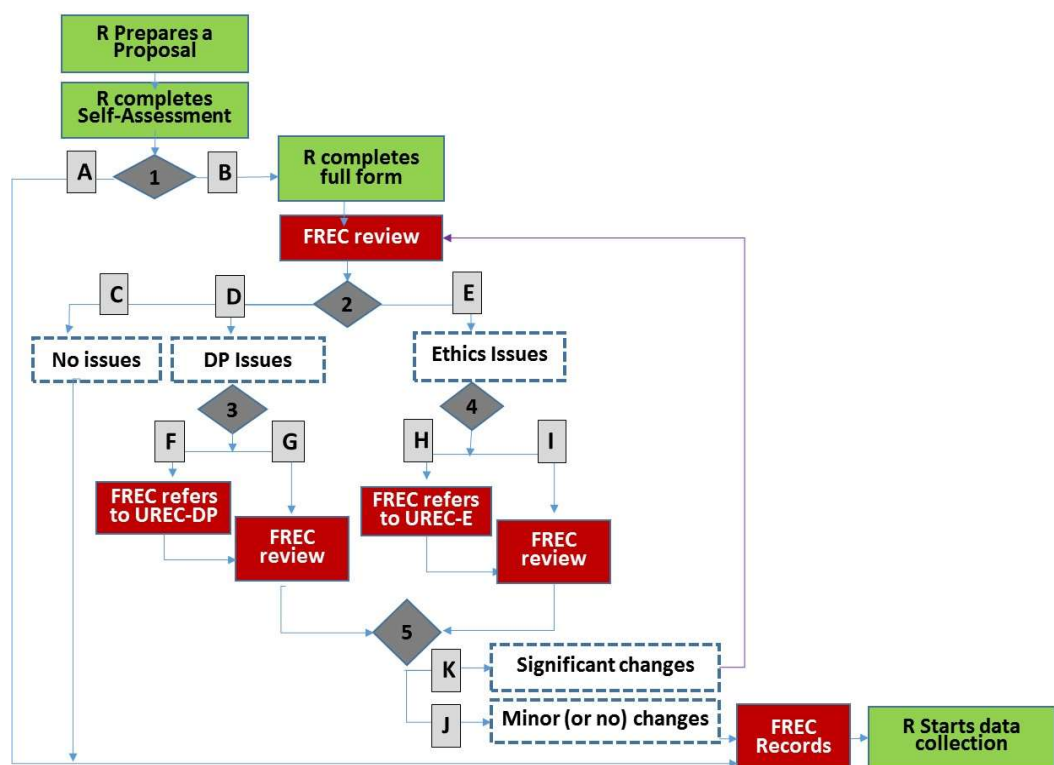 R Prepares a
Proposal
R completes
Self-Assessment
A
1
B
R completes
full form
FREC review
2
C
D
E
No issues
DP Issues
Ethics Issues
3
4
F
G
H
I
FREC refers
to UREC-DP
FREC
review
FREC refers
to UREC-E
FREC
review
5
K
Significant changes
J
Minor (or no) changes
FREC
Records
R Starts data
collection